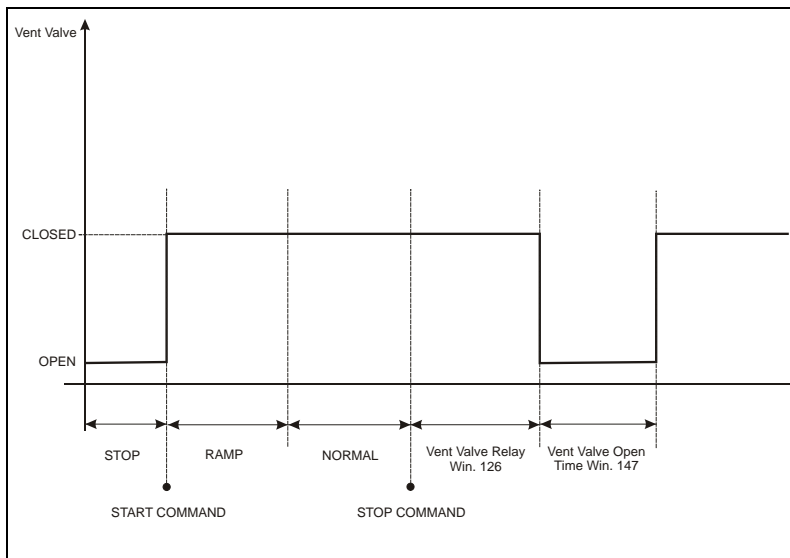 Vent Valve
CLOSED
OPEN
STOP
RAMP
NORMAL
Vent Valve Relay
Win. 126
Vent Valve Open
Time Win. 147
START COMMAND
STOP COMMAND